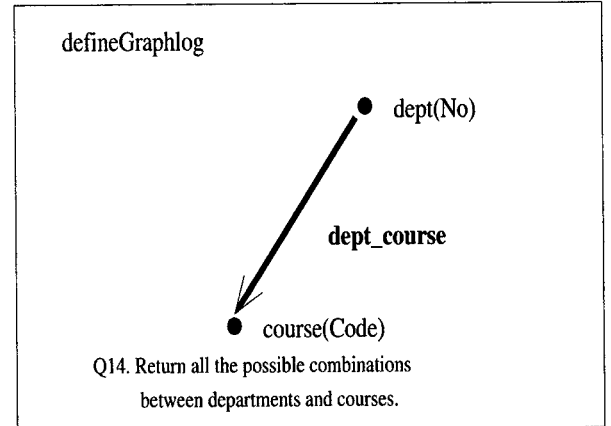 defineGraphlog
dept(No)
dept_course
course(Code)
Q14. Return all the possible combinations
between departments and courses.